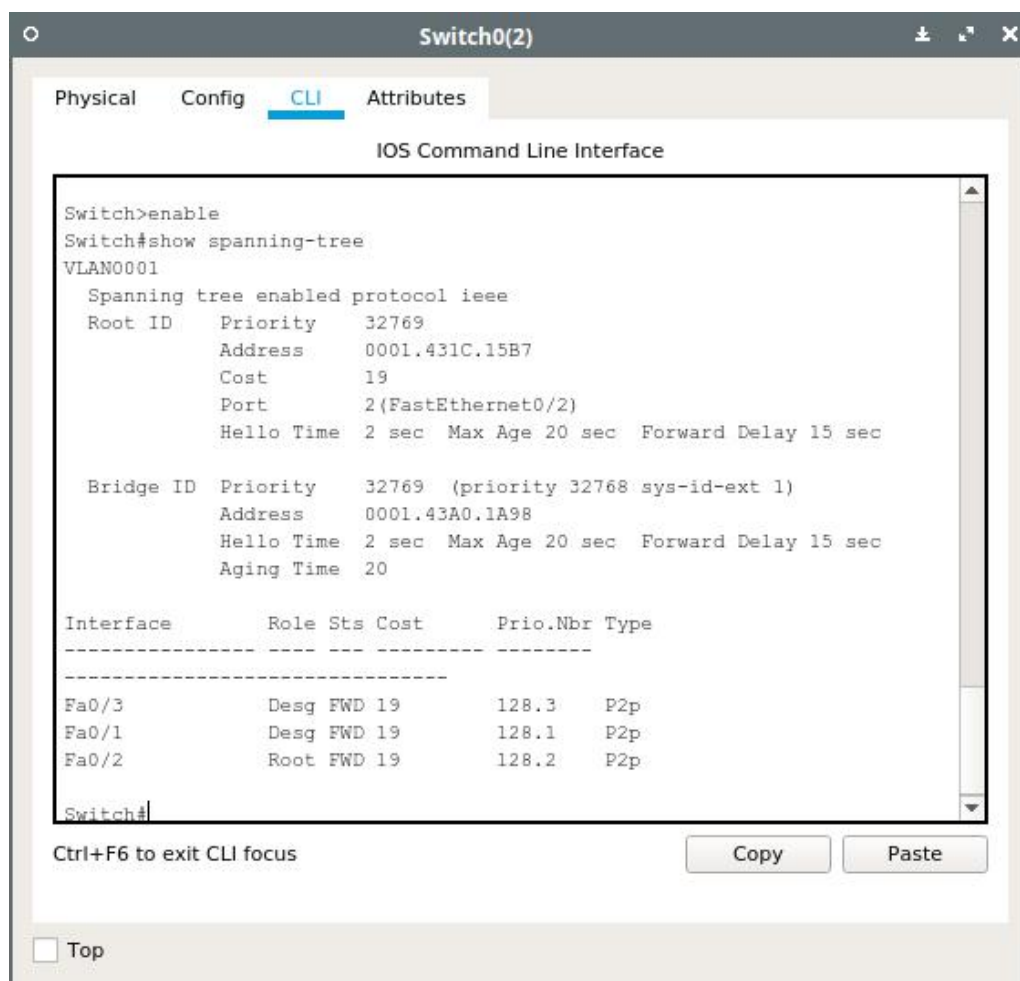 Switch0(2)
Physical Config CLI Attributes
IOS Command Line Interface
Switch>enable
Switch#show spanning-tree
VLAN0001
  Spanning tree enabled protocol ieee
  Root ID    Priority    32769
             Address     0001.431C.15B7
             Cost        19
             Port        2(FastEthernet0/2)
             Hello Time  2 sec  Max Age 20 sec  Forward Delay 15 sec
  Bridge ID  Priority    32769  (priority 32768 sys-id-ext 1)
             Address     0001.43A0.1A98
             Hello Time  2 sec  Max Age 20 sec  Forward Delay 15 sec
             Aging Time  20
Interface        Role Sts Cost      Prio.Nbr Type
---------------- ---- --- --------- --------
--------------------------------
Fa0/3            Desg FWD 19        128.3    P2p
Fa0/1            Desg FWD 19        128.1    P2p
Fa0/2            Root FWD 19        128.2    P2p
Switch#
Ctrl+F6 to exit CLI focus Copy Paste
Top